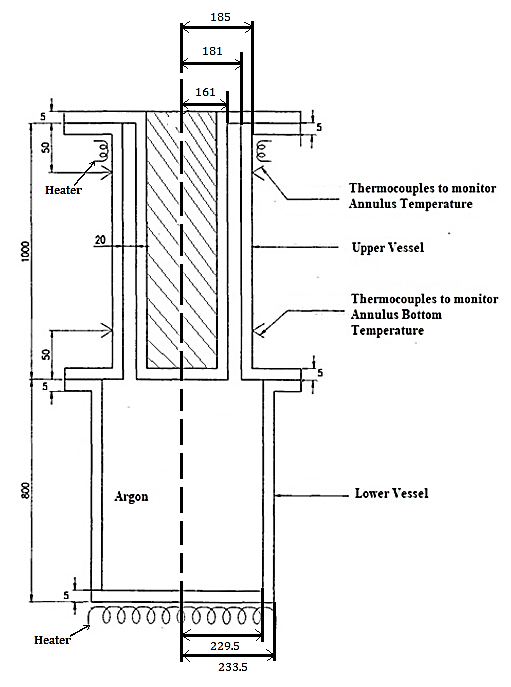 185
181
161
5
5
50
Heater
Thermocouples to monitor
Annulus Temperature
20
Upper Vessel
1000
Thermocouples to monitor
Annulus Bottom
Temperature
50
5
5
800
Argon
Lower Vessel
5
Heater
229.5
233.5